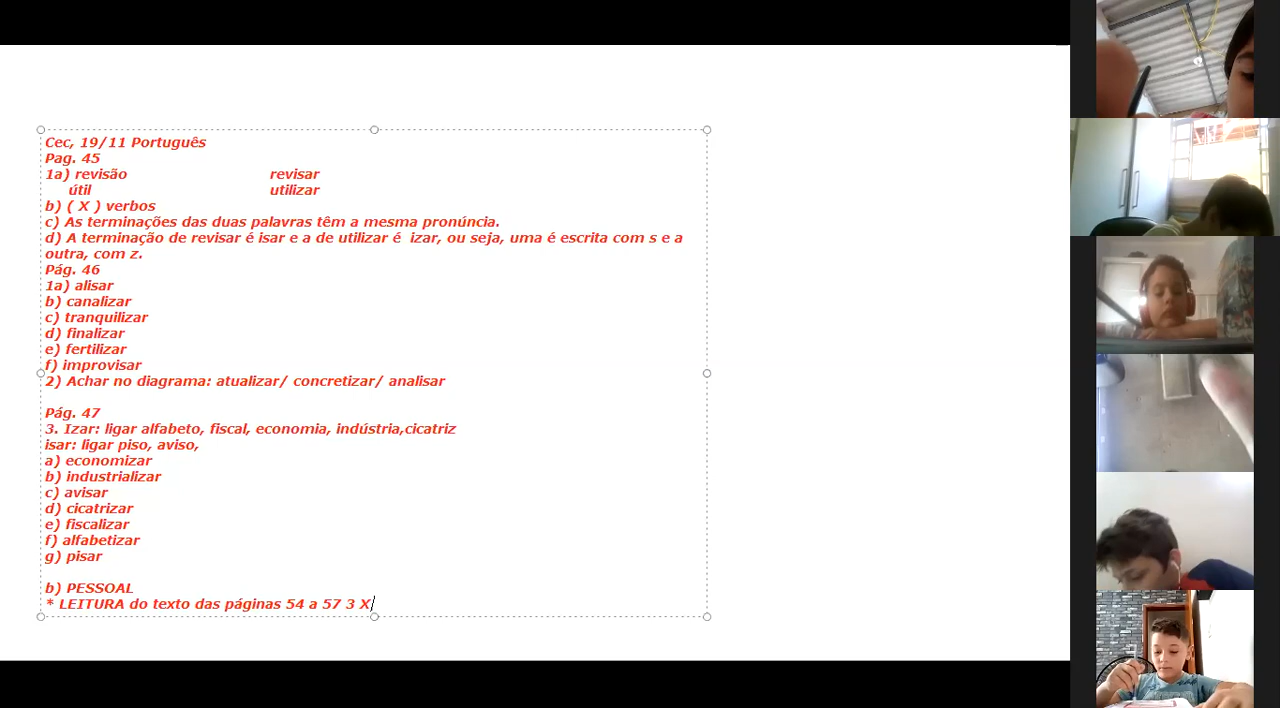 Cec, 19/11 Português
Pag. 45
1a) revisão revisar
útil utilizar
b) ( X ) verbos
c) As terminações das duas palavras têm a mesma pronúncia.
d) A terminação de revisar é isar e a de utilizar é  izar, ou seja, uma é escrita com s e a
outra, com z.
Pág. 46
1a) alisar
b) canalizar
c) tranquilizar
d) finalizar
e) fertilizar
f) improvisar
2) Achar no diagrama: atualizar/ concretizar/ analisar
Pág. 47
3. Izar: ligar alfabeto, fiscal, economia, indústria,cicatriz
isar: ligar piso, aviso,
a) economizar
b) industrializar
c) avisar
d) cicatrizar
e) fiscalizar
f) alfabetizar
g) pisar
b) PESSOAL
* LEITURA do texto das páginas 54 a 57 3 X